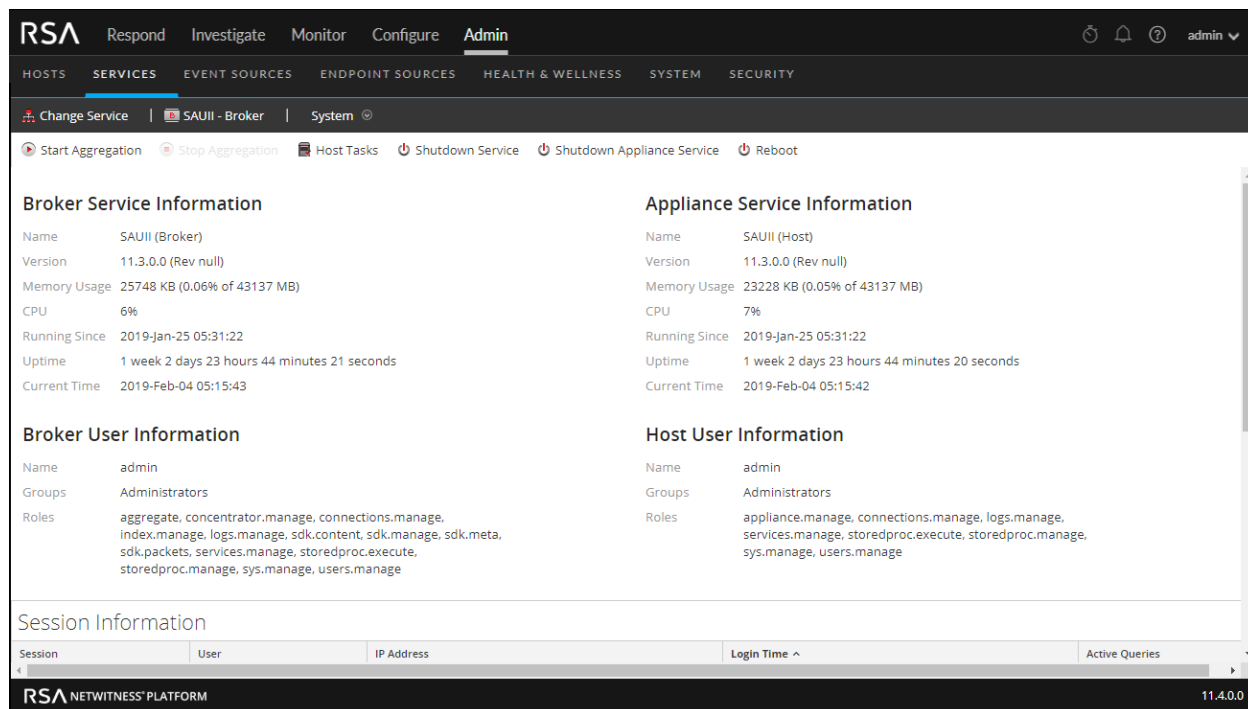 RSA Respond Investigate Monitor Configure Admin admin
HOSTS SERVICES EVENT SOURCES ENDPOINT SOURCES HEALTH & WELLNESS SYSTEM SECURITY
Change Service | SAUII - Broker | System
Start Aggregation Stop Aggregation Host Tasks Shutdown Service Shutdown Appliance Service Reboot
Broker Service Information
Name SAUII (Broker)
Version 11.3.0.0 (Rev null)
Memory Usage 25748 KB (0.06% of 43137 MB)
CPU 6%
Running Since 2019-Jan-25 05:31:22
Uptime 1 week 2 days 23 hours 44 minutes 21 seconds
Current Time 2019-Feb-04 05:15:43
Appliance Service Information
Name SAUII (Host)
Version 11.3.0.0 (Rev null)
Memory Usage 23228 KB (0.05% of 43137 MB)
CPU 7%
Running Since 2019-Jan-25 05:31:22
Uptime 1 week 2 days 23 hours 44 minutes 20 seconds
Current Time 2019-Feb-04 05:15:42
Broker User Information
Name admin
Groups Administrators
Roles aggregate, concentrator.manage, connections.manage,
index.manage, logs.manage, sdk.content, sdk.manage, sdk.meta,
sdk.packets, services.manage, storedproc.execute,
storedproc.manage, sys.manage, users.manage
Host User Information
Name admin
Groups Administrators
Roles appliance.manage, connections.manage, logs.manage,
services.manage, storedproc.execute, storedproc.manage,
sys.manage, users.manage
Session Information
Session User IP Address Login Time Active Queries
RSA NETWITNESS® PLATFORM 11.4.0.0